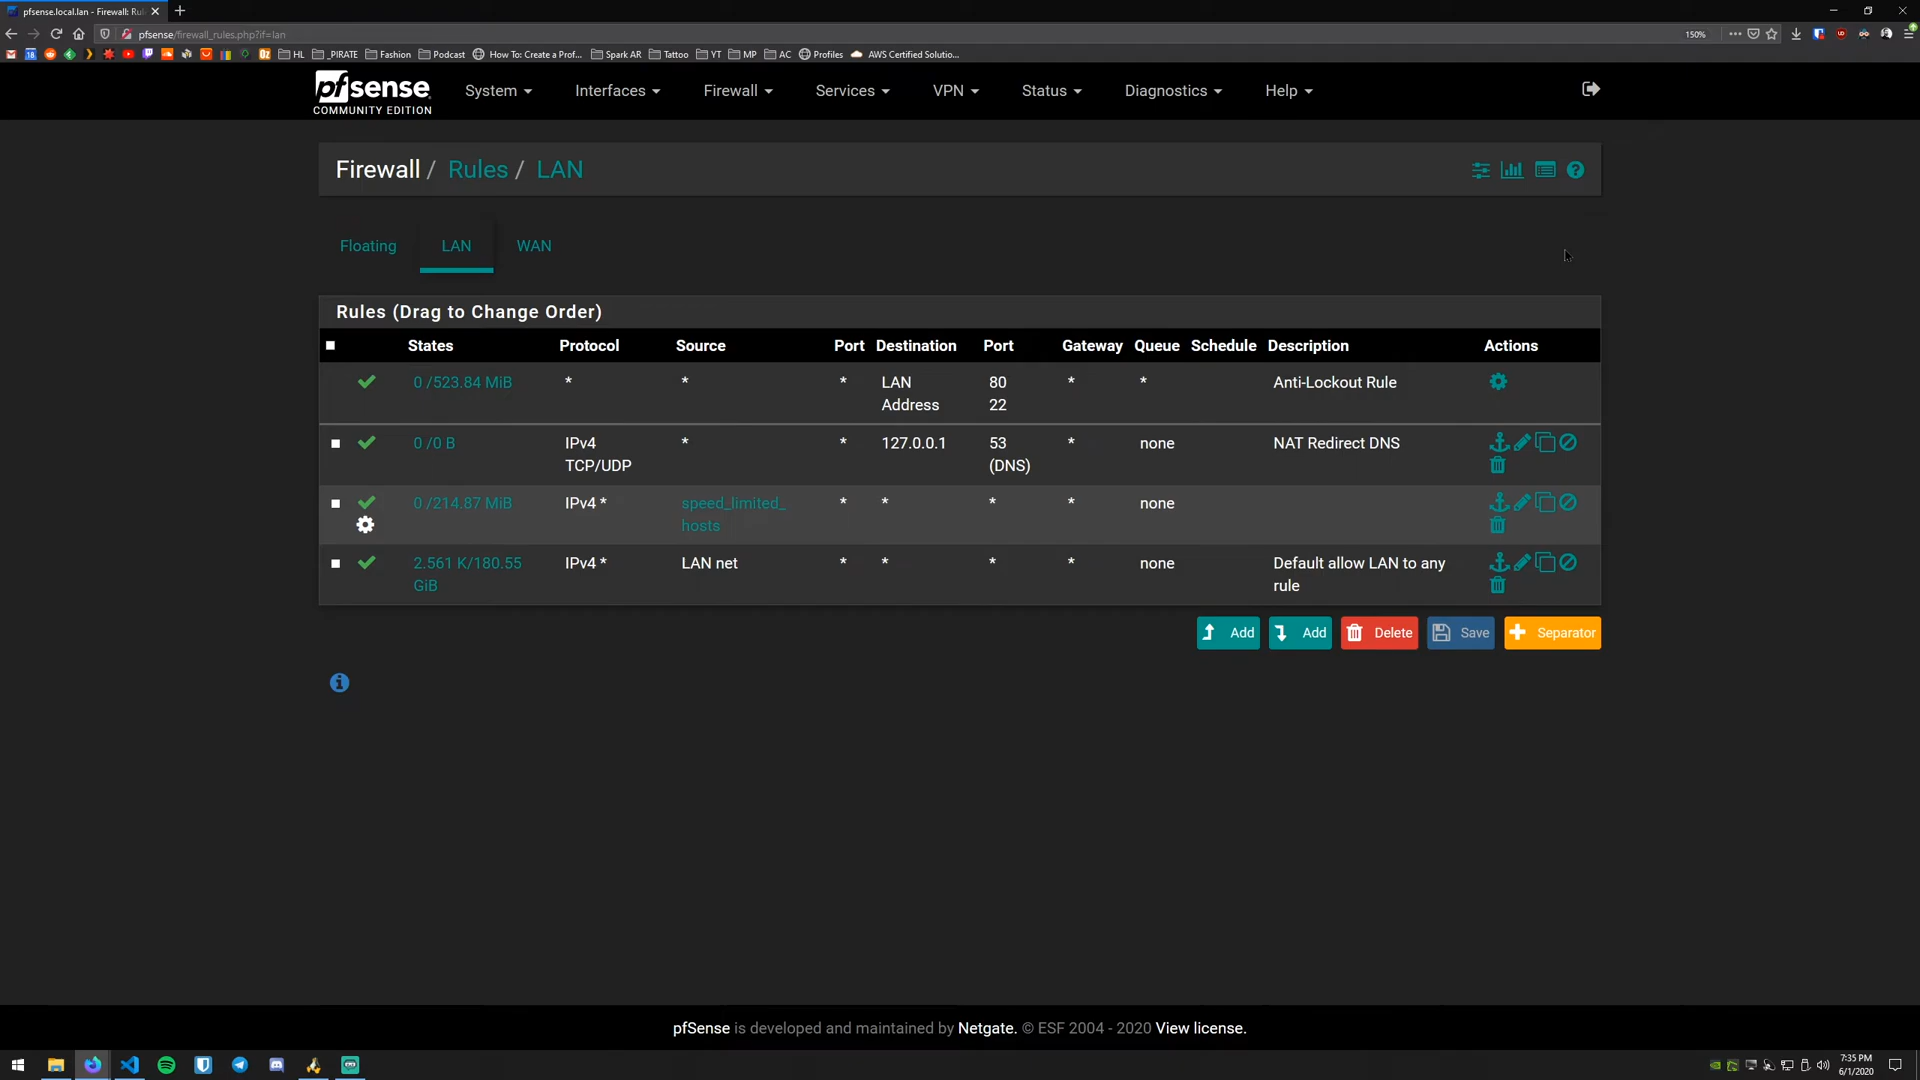 pfsense.local.lan - Firewall: Ru
pfsense/firewall_rules.php?if=lan
150%
HL
_PIRATE
Fashion
Podcast
How To: Create a Prof...
Spark AR
Tattoo
YT
MP
AC
Profiles
AWS Certified Solutio...
pfsense
COMMUNITY EDITION
System
Interfaces
Firewall
Services
VPN
Status
Diagnostics
Help
Firewall / Rules / LAN
Floating
LAN
WAN
Rules (Drag to Change Order)
States Protocol Source Port Destination Port Gateway Queue Schedule Description Actions
0 /523.84 MiB * * * LAN 80 * * Anti-Lockout Rule
Address 22
0 /0 B IPv4 * * 127.0.0.1 53 * none NAT Redirect DNS
TCP/UDP (DNS)
0 /214.87 MiB IPv4 * speed_limited_ * * * * none
hosts
2.561 K/180.55 IPv4 * LAN net * * * * none Default allow LAN to any
GiB rule
Add
Add
Delete
Save
Separator
pfSense is developed and maintained by Netgate. © ESF 2004 - 2020 View license.
7:35 PM
6/1/2020